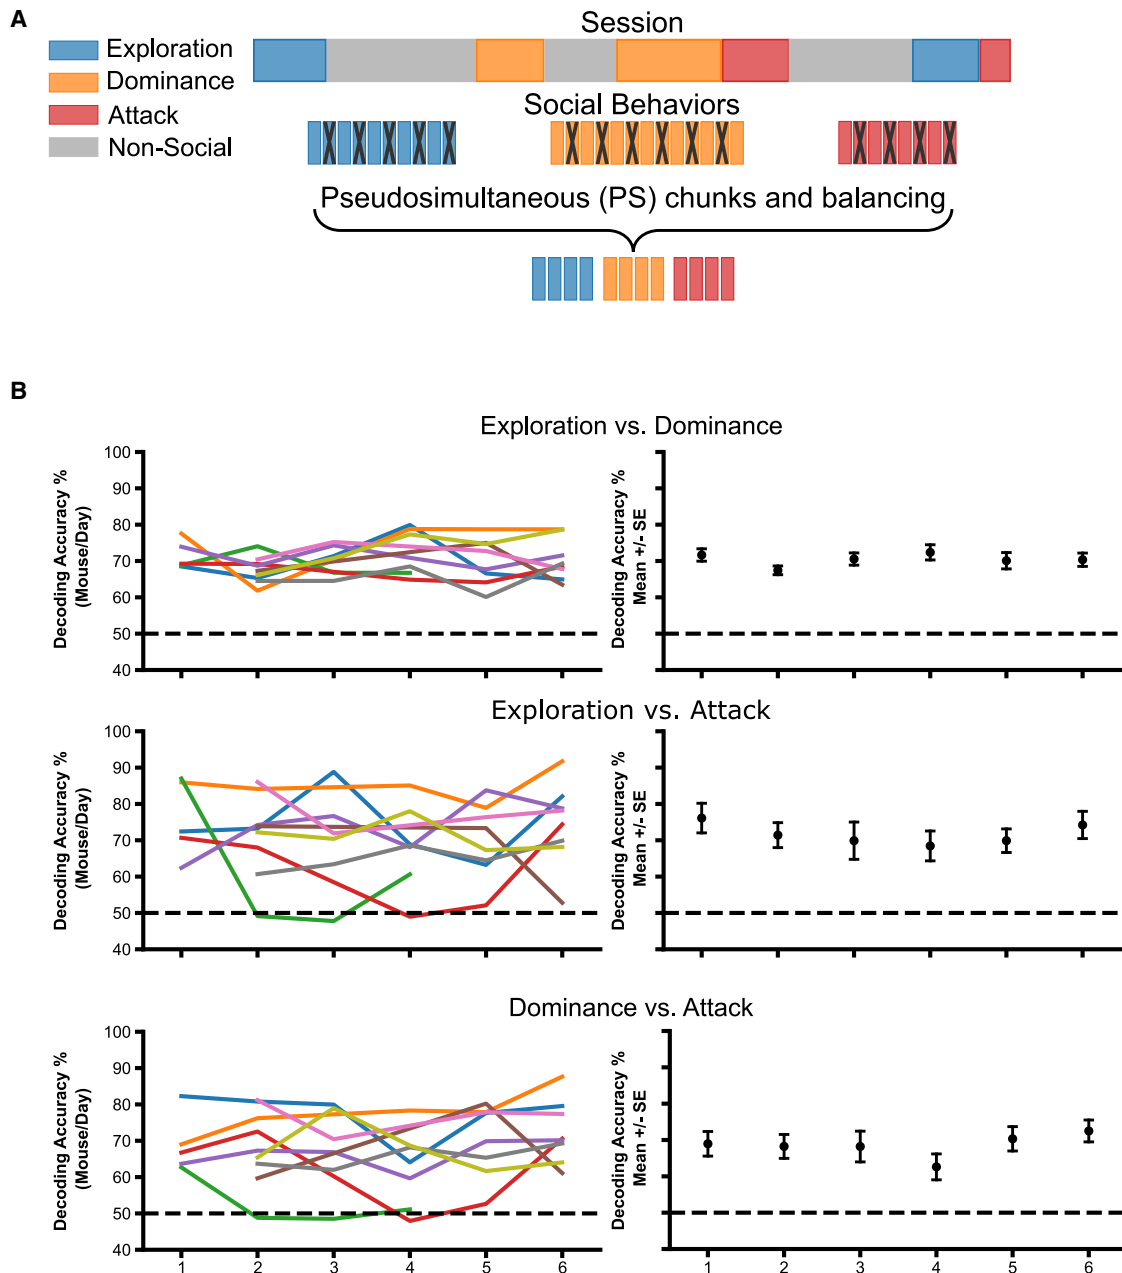 A
Session
Exploration
Dominance
Attack
Non-Social
Social Behaviors
Pseudosimultaneous (PS) chunks and balancing
B
Exploration vs. Dominance
Decoding Accuracy %
(Mouse/Day)
100
90
80
70
60
50
40
Decoding Accuracy %
Mean +/- SE
Exploration vs. Attack
Decoding Accuracy %
(Mouse/Day)
100
90
80
70
60
50
40
Decoding Accuracy %
Mean +/- SE
Dominance vs. Attack
Decoding Accuracy %
(Mouse/Day)
100
90
80
70
60
50
40
1 2 3 4 5 6
Decoding Accuracy %
Mean +/- SE
1 2 3 4 5 6